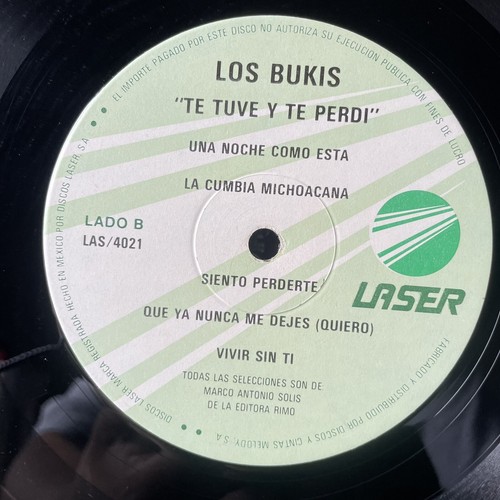 EL IMPORTE PAGADO POR ESTE DISCO NO AUTORIZA SU EJECUCION PUBLICA CON FINES DE LUCRO
LOS BUKIS
"TE TUVE Y TE PERDI"
UNA NOCHE COMO ESTA
LA CUMBIA MICHOACANA
LADO B
LAS/4021
LASER
SIENTO PERDERTE
QUE YA NUNCA ME DEJES (QUIERO)
VIVIR SIN TI
TODAS LAS SELECCIONES SON DE
MARCO ANTONIO SOLIS
DE LA EDITORA RIMO
DISCOS LASER MARCA REGISTRADA HECHO EN MEXICO POR DISCOS LASER, S.A
FABRICADO Y DISTRIBUIDO POR DISCOS Y CINTAS MELODY, S.A